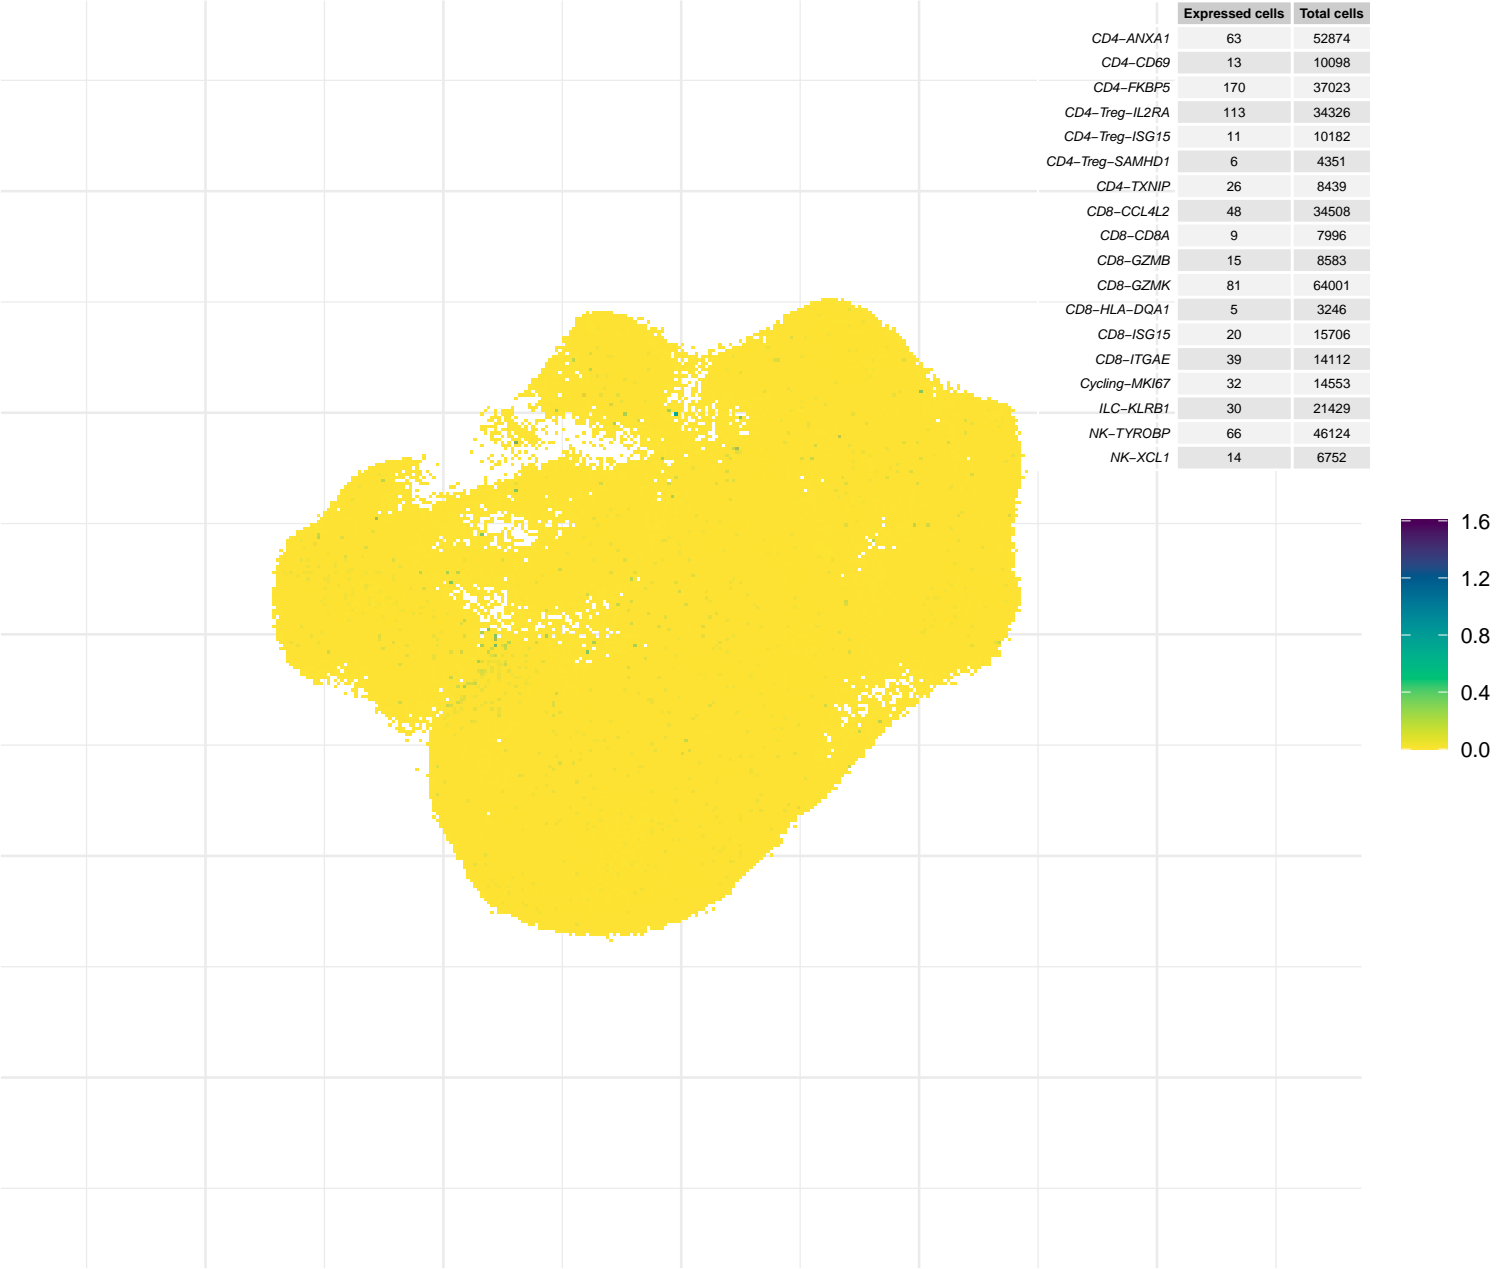 Expressed cells Total cells
CD4−ANXA1 63 52874
CD4−CD69 13 10098
CD4−FKBP5 170 37023
CD4−Treg−IL2RA 113 34326
CD4−Treg−ISG15 11 10182
CD4−Treg−SAMHD1 6 4351
CD4−TXNIP 26 8439
CD8−CCL4L2 48 34508
CD8−CD8A 9 7996
CD8−GZMB 15 8583
CD8−GZMK 81 64001
CD8−HLA−DQA1 5 3246
CD8−ISG15 20 15706
CD8−ITGAE 39 14112
Cycling−MKI67 32 14553
ILC−KLRB1 30 21429
NK−TYROBP 66 46124
NK−XCL1 14 6752
1.6
1.2
0.8
0.4
0.0